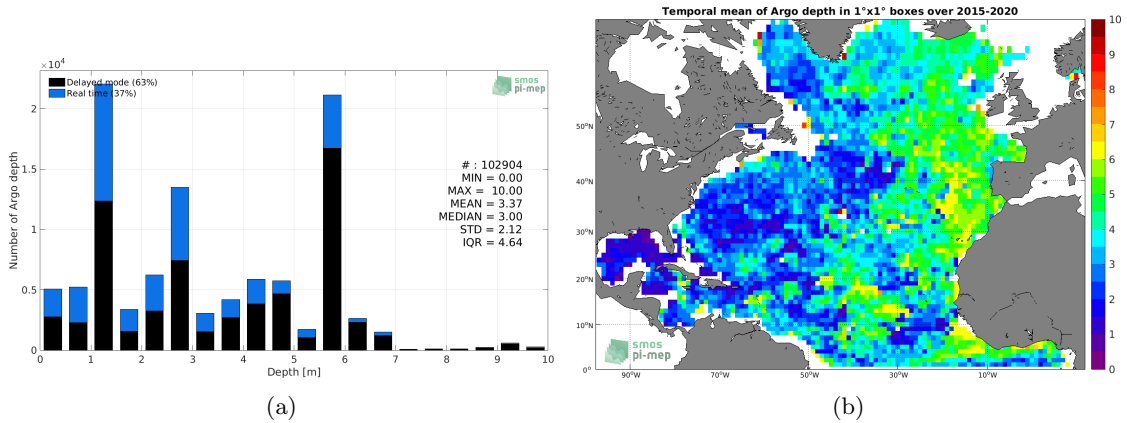 ×10⁴
Delayed mode (63%)
Real time (37%)
smos
pi-mep
2
1.5
1
0.5
0
Number of Argo depth
# : 102904
MIN = 0.00
MAX = 10.00
MEAN = 3.37
MEDIAN = 3.00
STD = 2.12
IQR = 4.64
0 1 2 3 4 5 6 7 8 9 10
Depth [m]
(a)
Temporal mean of Argo depth in 1°x1° boxes over 2015-2020
50°N
40°N
30°N
20°N
10°N
0°
90°W 70°W 50°W 30°W 10°W
smos
pi-mep
10
9
8
7
6
5
4
3
2
1
0
(b)